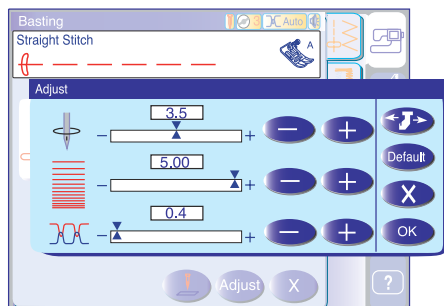 Basting
3 Auto
Straight Stitch
A
Adjust
3.5
- +
- +
Default
5.00
- +
- +
X
0.4
- +
- +
OK
Adjust X
?